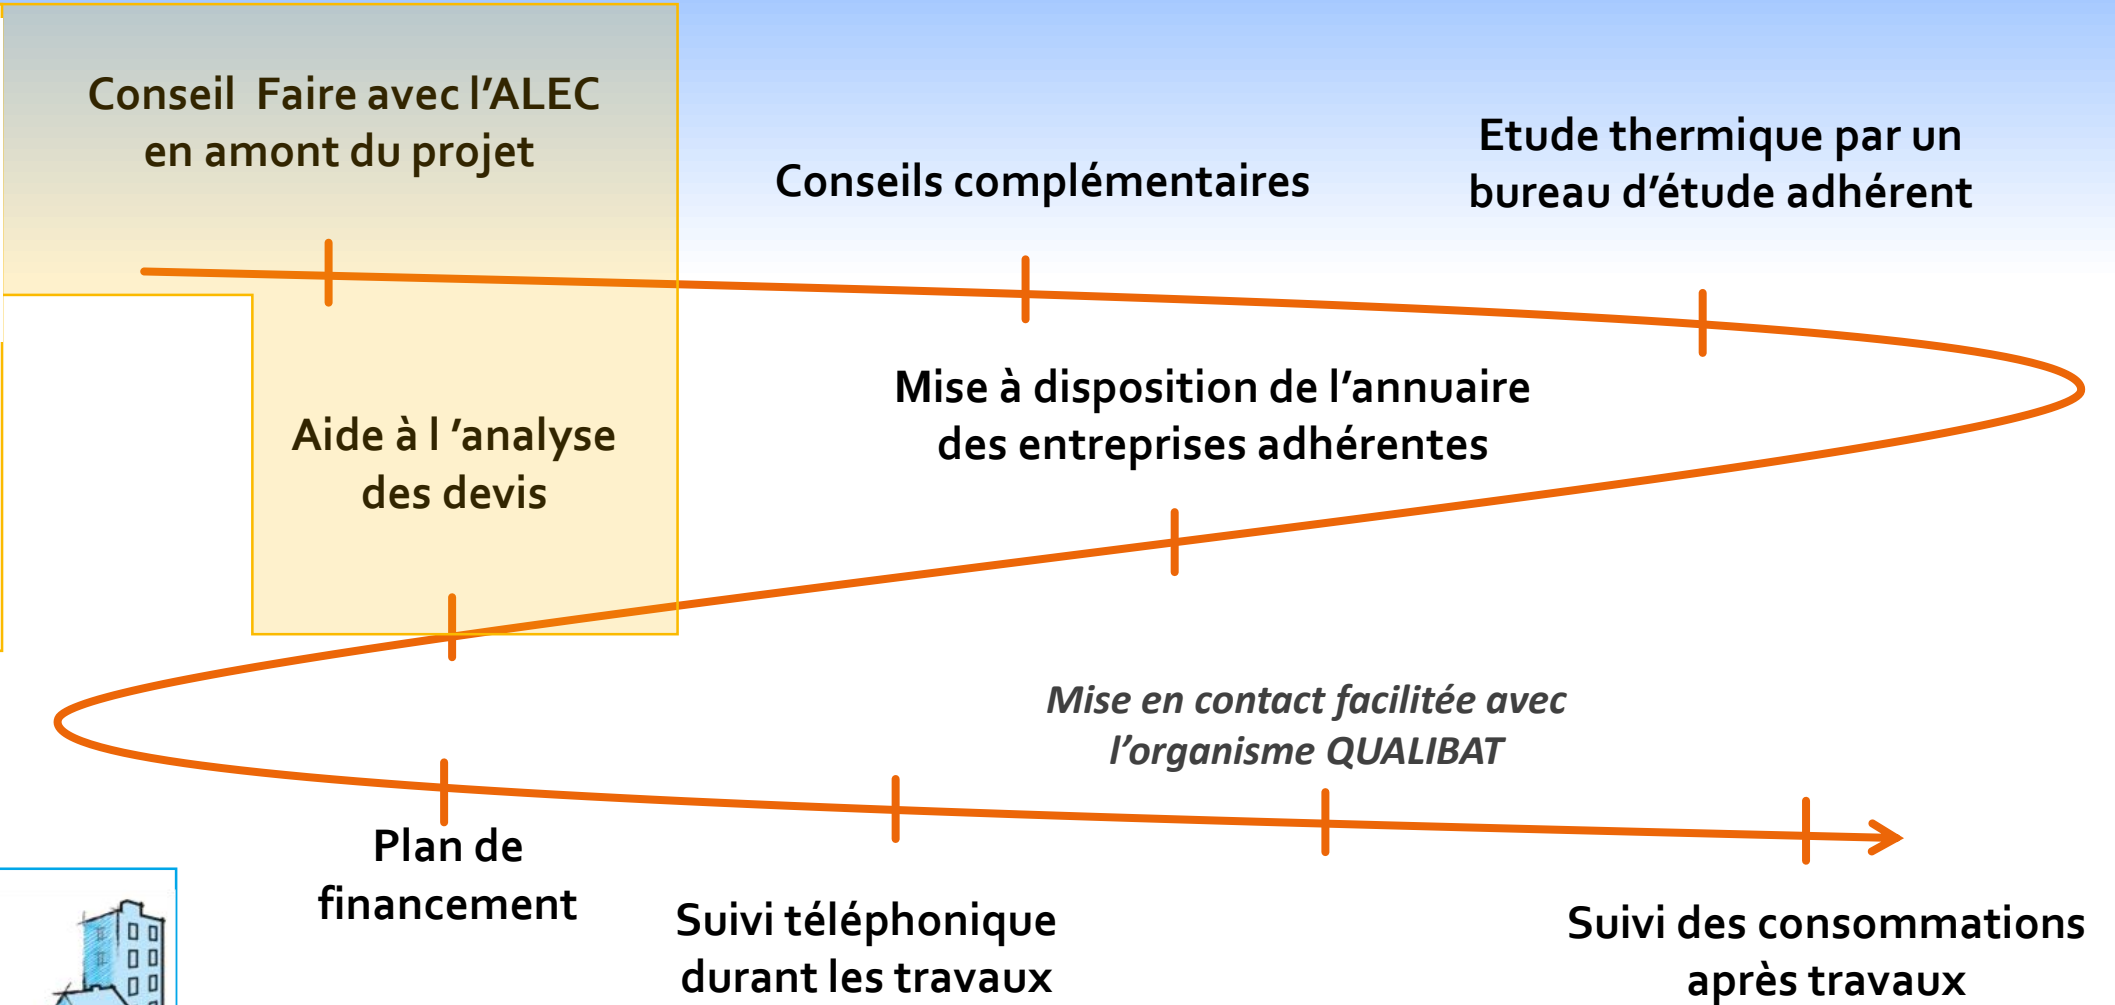 Conseil Faire avec l’ALEC
en amont du projet
Conseils complémentaires
Etude thermique par un
bureau d’étude adhérent
Mise à disposition de l’annuaire
des entreprises adhérentes
Aide à l ’analyse
des devis
Plan de
financement
Suivi téléphonique
durant les travaux
Mise en contact facilitée avec
l’organisme QUALIBAT
Suivi des consommations
après travaux